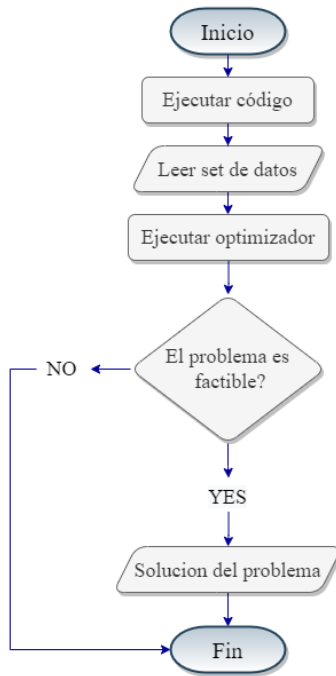 Inicio
Ejecutar código
Leer set de datos
Ejecutar optimizador
El problema es
factible?
NO
YES
Solucion del problema
Fin